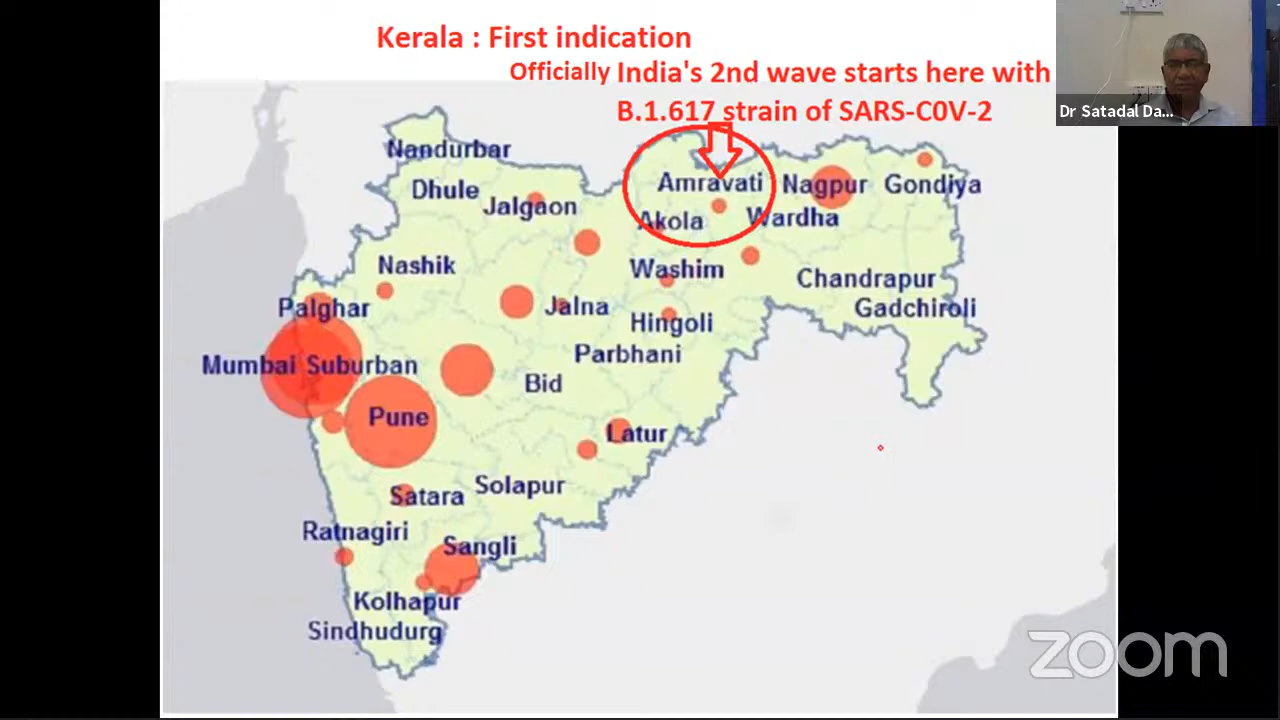 Kerala : First indication
Officially India's 2nd wave starts here with
B.1.617 strain of SARS-C0V-2
Dr Satadal Da...
Nandurbar
Dhule
Jalgaon
Amravati
Nagpur
Gondiya
Akola
Wardha
Nashik
Washim
Chandrapur
Palghar
Jalna
Hingoli
Gadchiroli
Mumbai Suburban
Parbhani
Bid
Pune
Latur
Satara
Solapur
Ratnagiri
Sangli
Kolhapur
Sindhudurg
zoom